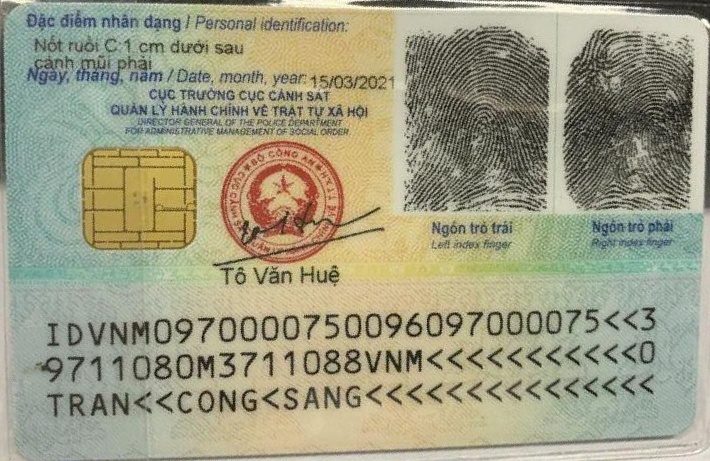 Đặc điểm nhân dạng / Personal identification:
Nốt ruồi C:1 cm dưới sau
cánh mũi phải
Ngày, tháng, năm / Date, month, year: 15/03/2021
CỤC TRƯỞNG CỤC CẢNH SÁT
QUẢN LÝ HÀNH CHÍNH VỀ TRẬT TỰ XÃ HỘI
DIRECTOR GENERAL OF THE POLICE DEPARTMENT
FOR ADMINISTRATIVE MANAGEMENT OF SOCIAL ORDER
BỘ CÔNG AN
Tô Văn Huệ
Ngón trỏ trái
Left index finger
Ngón trỏ phải
Right index finger
IDVNM0970000750096097000075<<3
9711080M3711088VNM<<<<<<<<<<<0
TRAN<<CONG<SANG<<<<<<<<<<<<<<<